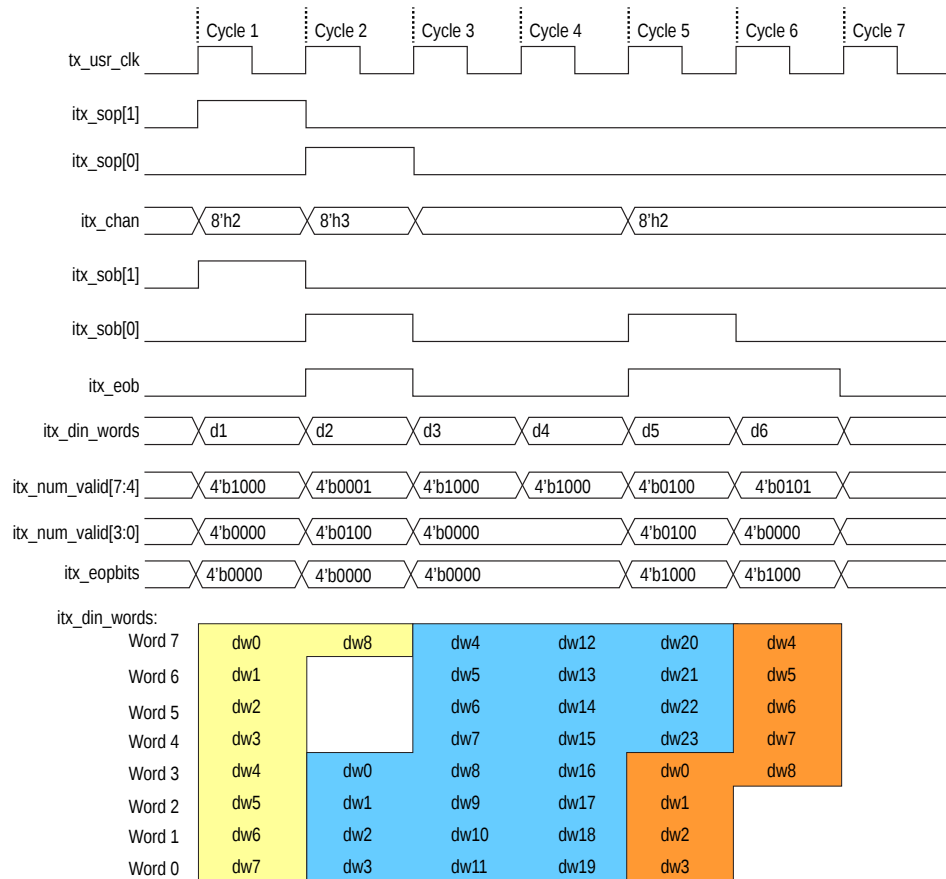 Cycle 1 Cycle 2 Cycle 3 Cycle 4 Cycle 5 Cycle 6 Cycle 7
tx_usr_clk
itx_sop[1]
itx_sop[0]
itx_chan 8'h2 8'h3 8'h2
itx_sob[1]
itx_sob[0]
itx_eob
itx_din_words d1 d2 d3 d4 d5 d6
itx_num_valid[7:4] 4'b1000 4'b0001 4'b1000 4'b1000 4'b0100 4'b0101
itx_num_valid[3:0] 4'b0000 4'b0100 4'b0000 4'b0100 4'b0000
itx_eopbits 4'b0000 4'b0000 4'b0000 4'b1000 4'b1000
itx_din_words:
Word 7 dw0 dw8 dw4 dw12 dw20 dw4
Word 6 dw1 dw5 dw13 dw21 dw5
Word 5 dw2 dw6 dw14 dw22 dw6
Word 4 dw3 dw7 dw15 dw23 dw7
Word 3 dw4 dw0 dw8 dw16 dw0 dw8
Word 2 dw5 dw1 dw9 dw17 dw1
Word 1 dw6 dw2 dw10 dw18 dw2
Word 0 dw7 dw3 dw11 dw19 dw3